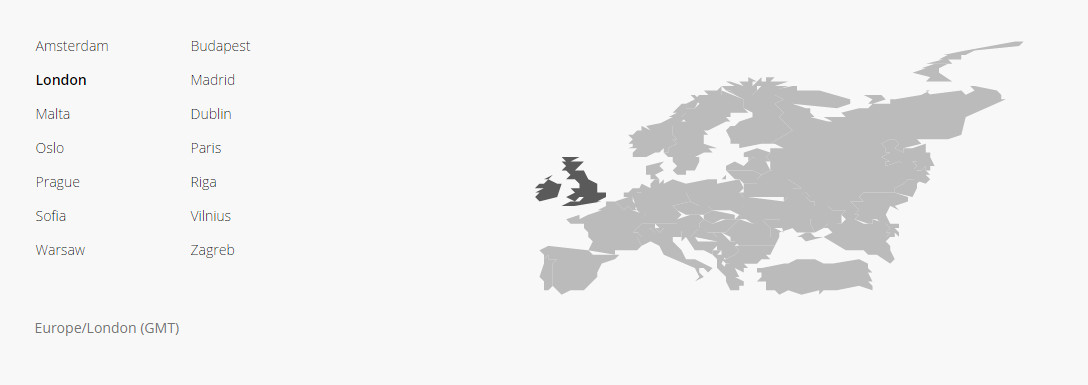 Amsterdam Budapest
London Madrid
Malta Dublin
Oslo Paris
Prague Riga
Sofia Vilnius
Warsaw Zagreb
Europe/London (GMT)